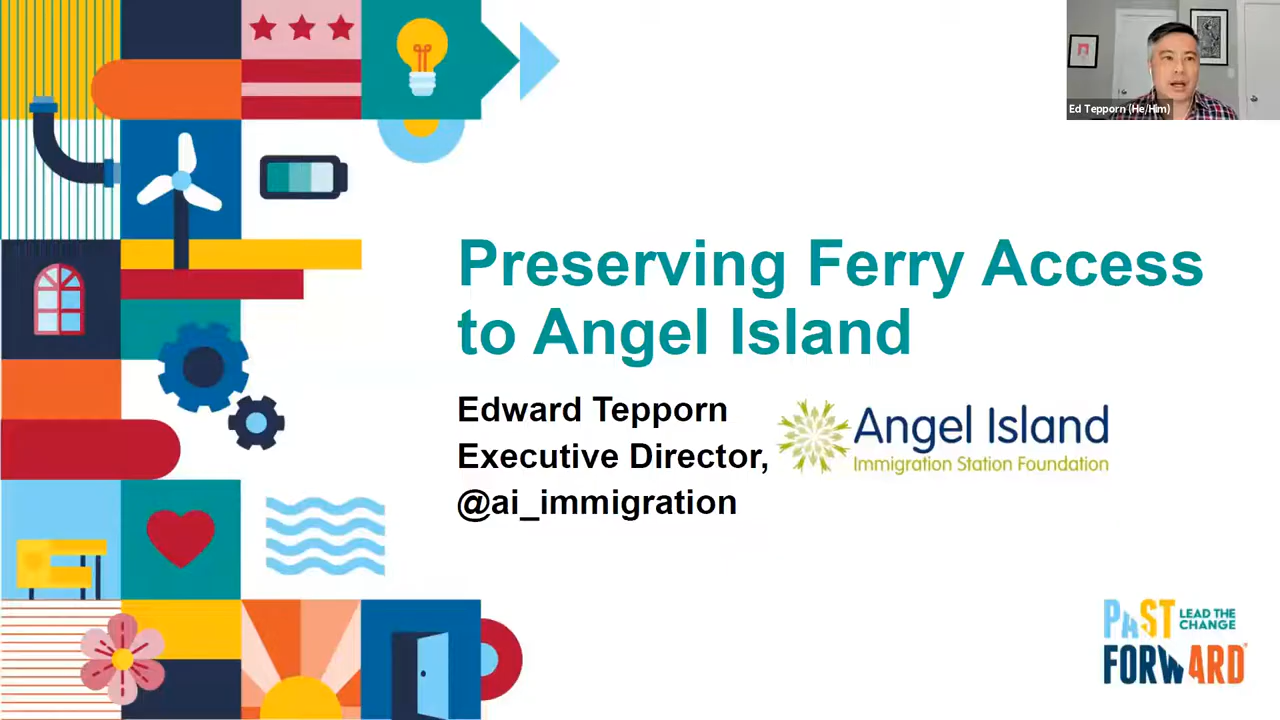 Ed Tepporn (He/Him)
Preserving Ferry Access
to Angel Island
Edward Tepporn
Executive Director,
@ai_immigration
Angel Island
Immigration Station Foundation
PAST LEAD THE
CHANGE
FORWARD